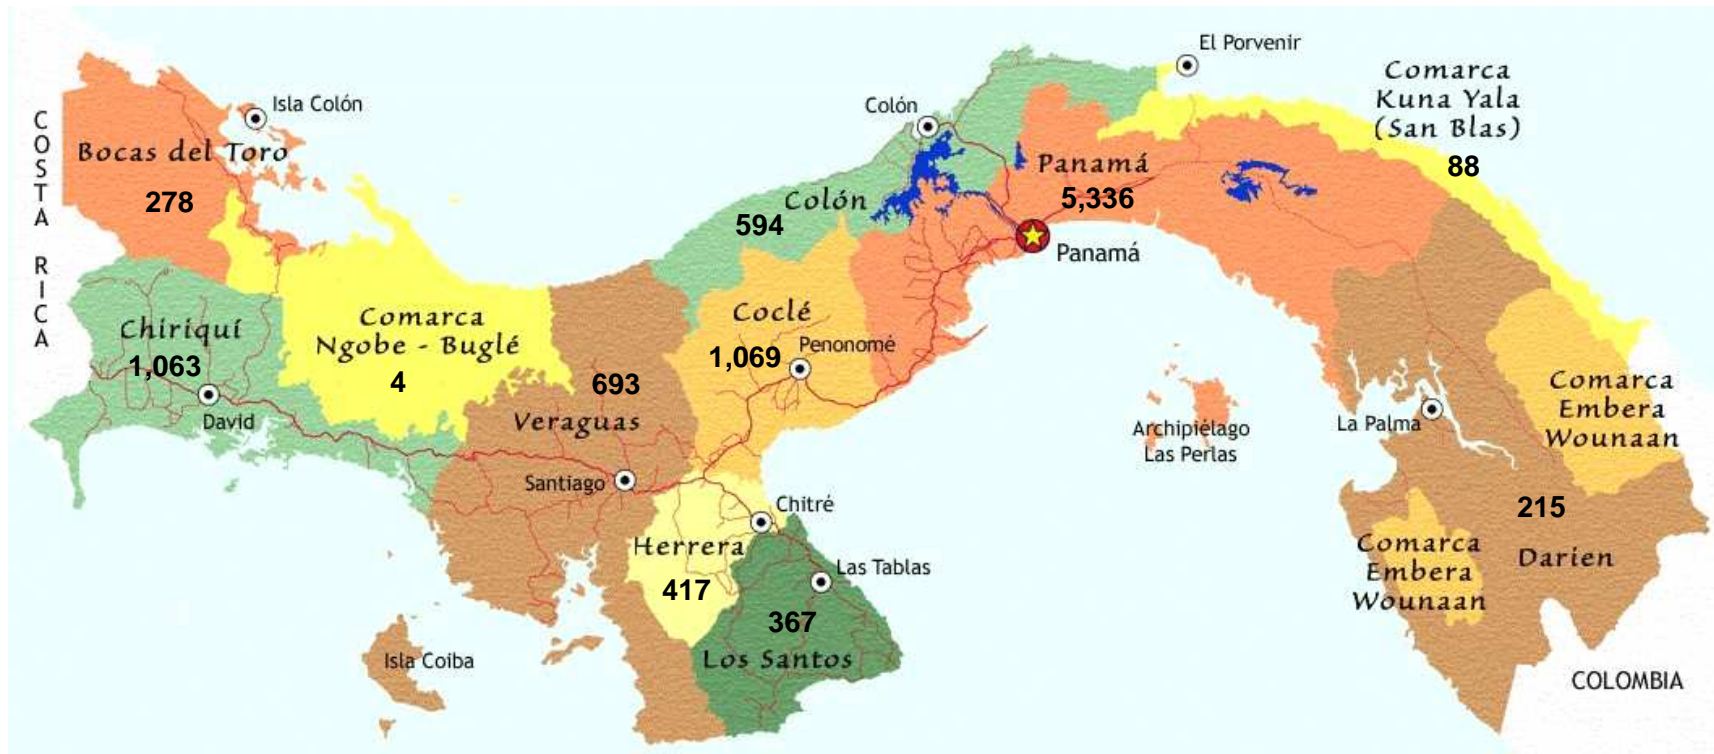 El Porvenir
Comarca
Kuna Yala
(San Blas)
88
Isla Colón
Colón
COSTA RICA
Bocas del Toro
278
Panamá
5,336
Colón
594
Panamá
Chiriquí
1,063
David
Comarca
Ngobe - Buglé
4
693
Veraguas
Santiago
Coclé
1,069
Penonomé
Comarca
Embera
Wounaan
La Palma
Archipiélago
Las Perlas
Chitré
Herrera
417
Las Tablas
367
Los Santos
Isla Coiba
215
Darien
Comarca
Embera
Wounaan
COLOMBIA